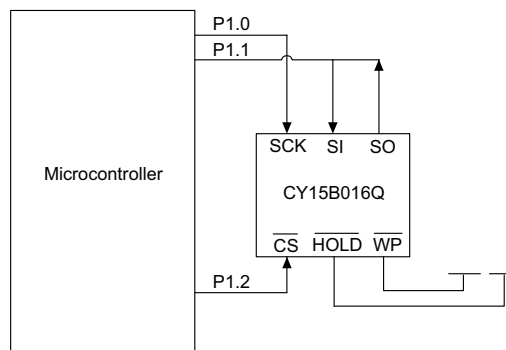 P1.0
P1.1
SCK SI SO
Microcontroller
CY15B016Q
CS HOLD WP
P1.2